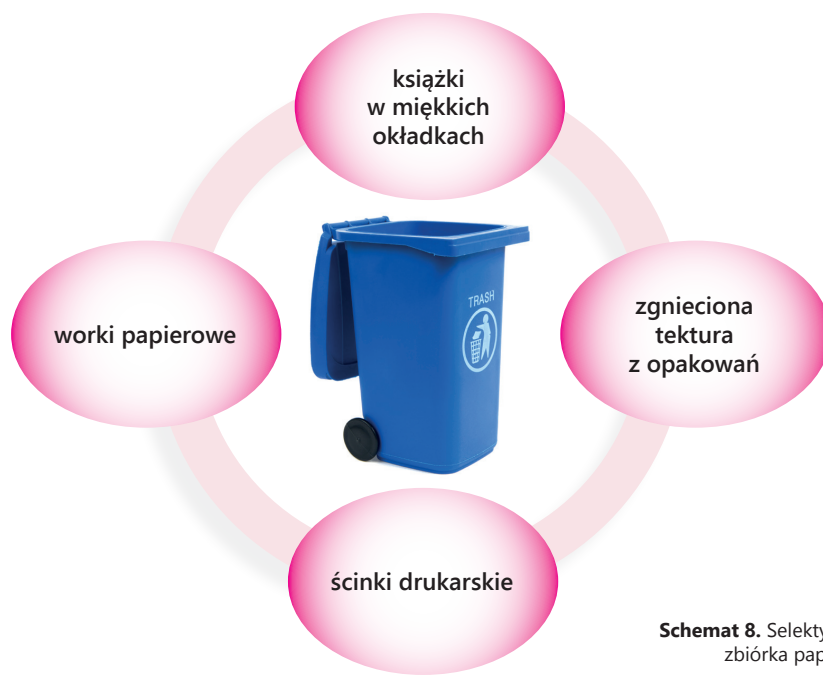 książki
w miękkich
okładkach
TRASH
worki papierowe
zgnieciona
tektura
z opakowań
ścinki drukarskie
Schemat 8. Selekty
zbiórka pap